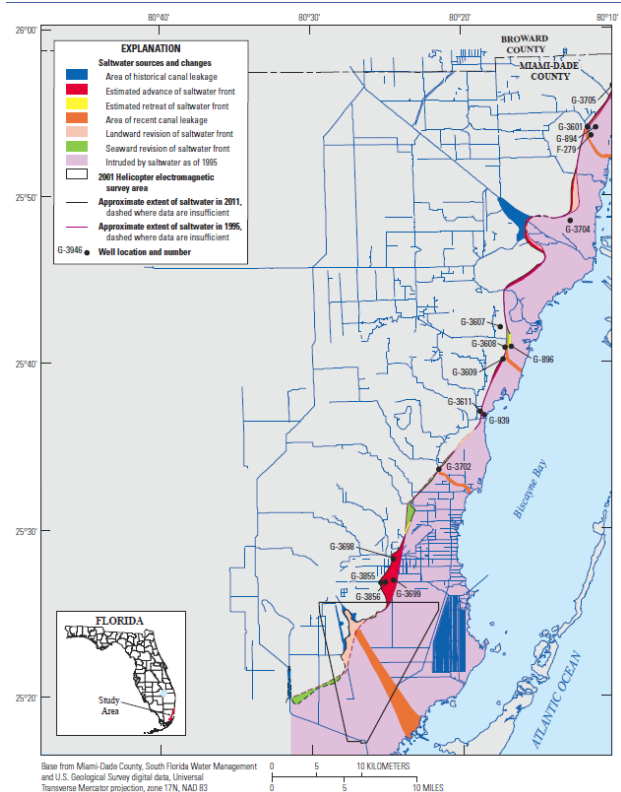 80°40'
80°30'
80°20'
80°10'
26°00'
25°50'
25°40'
25°30'
25°20'
EXPLANATION
Saltwater sources and changes
Area of historical canal leakage
Estimated advance of saltwater front
Estimated retreat of saltwater front
Area of recent canal leakage
Landward revision of saltwater front
Seaward revision of saltwater front
Intruded by saltwater as of 1995
2001 Helicopter electromagnetic
survey area
Approximate extent of saltwater in 2011,
dashed where data are insufficient
Approximate extent of saltwater in 1995,
dashed where data are insufficient
G-3946
Well location and number
BROWARD
COUNTY
MIAMI-DADE
COUNTY
G-3705
G-3601
G-894
F-279
G-3704
G-3607
G-3608
G-896
G-3609
G-3611
G-939
G-3702
G-3698
G-3855
G-3856
G-3699
Biscayne Bay
ATLANTIC OCEAN
FLORIDA
Study
Area
Base from Miami-Dade County, South Florida Water Management
and U.S. Geological Survey digital data, Universal
Transverse Mercator projection, zone 17N, NAD 83
0 5 10 KILOMETERS
0 5 10 MILES